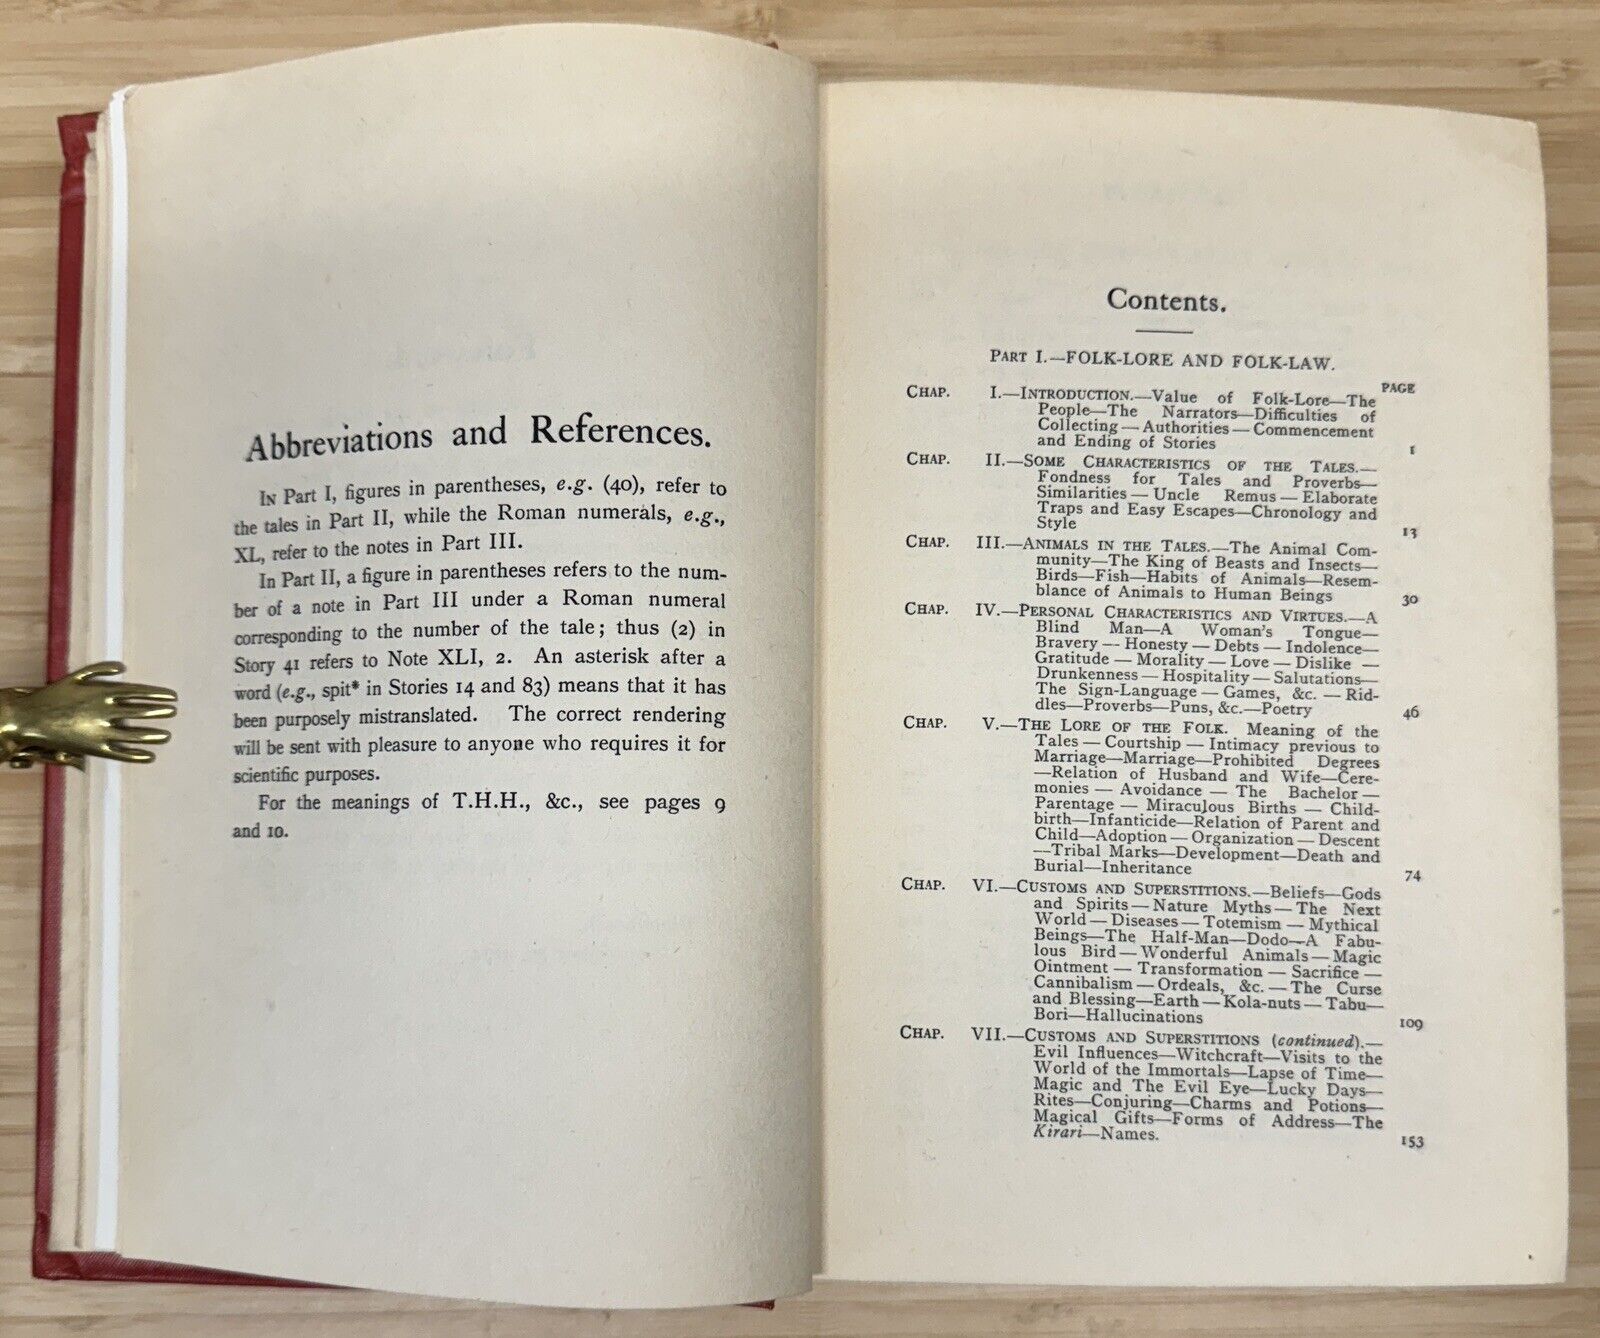 Abbreviations and References.
In Part I, figures in parentheses, e.g. (40), refer to
the tales in Part II, while the Roman numerals, e.g.,
XL, refer to the notes in Part III.
In Part II, a figure in parentheses refers to the num-
ber of a note in Part III under a Roman numeral
corresponding to the number of the tale; thus (2) in
Story 41 refers to Note XLI, 2. An asterisk after a
word (e.g., spit* in Stories 14 and 83) means that it has
been purposely mistranslated. The correct rendering
will be sent with pleasure to anyone who requires it for
scientific purposes.
For the meanings of T.H.H., &c., see pages 9
and 10.
Contents.
Part I.—FOLK-LORE AND FOLK-LAW.
PAGE
Chap. I.—Introduction.—Value of Folk-Lore—The
People—The Narrators—Difficulties of
Collecting—Authorities—Commencement
and Ending of Stories 1
Chap. II.—Some Characteristics of the Tales.—
Fondness for Tales and Proverbs—
Similarities—Uncle Remus—Elaborate
Traps and Easy Escapes—Chronology and
Style 13
Chap. III.—Animals in the Tales.—The Animal Com-
munity—The King of Beasts and Insects—
Birds—Fish—Habits of Animals—Resem-
blance of Animals to Human Beings 30
Chap. IV.—Personal Characteristics and Virtues.—A
Blind Man—A Woman's Tongue—
Bravery—Honesty—Debts—Indolence—
Gratitude—Morality—Love—Dislike—
Drunkenness—Hospitality—Salutations—
The Sign-Language—Games, &c.—Rid-
dles—Proverbs—Puns, &c.—Poetry 46
Chap. V.—The Lore of the Folk. Meaning of the
Tales—Courtship—Intimacy previous to
Marriage—Marriage—Prohibited Degrees
—Relation of Husband and Wife—Cere-
monies—Avoidance—The Bachelor—
Parentage—Miraculous Births—Child-
birth—Infanticide—Relation of Parent and
Child—Adoption—Organization—Descent
—Tribal Marks—Development—Death and
Burial—Inheritance 74
Chap. VI.—Customs and Superstitions.—Beliefs—Gods
and Spirits—Nature Myths—The Next
World—Diseases—Totemism—Mythical
Beings—The Half-Man—Dodo—A Fabu-
lous Bird—Wonderful Animals—Magic
Ointment—Transformation—Sacrifice—
Cannibalism—Ordeals, &c.—The Curse
and Blessing—Earth—Kola-nuts—Tabu—
Bori—Hallucinations 109
Chap. VII.—Customs and Superstitions (continued).—
Evil Influences—Witchcraft—Visits to the
World of the Immortals—Lapse of Time—
Magic and The Evil Eye—Lucky Days—
Rites—Conjuring—Charms and Potions—
Magical Gifts—Forms of Address—The
Kirari—Names. 153